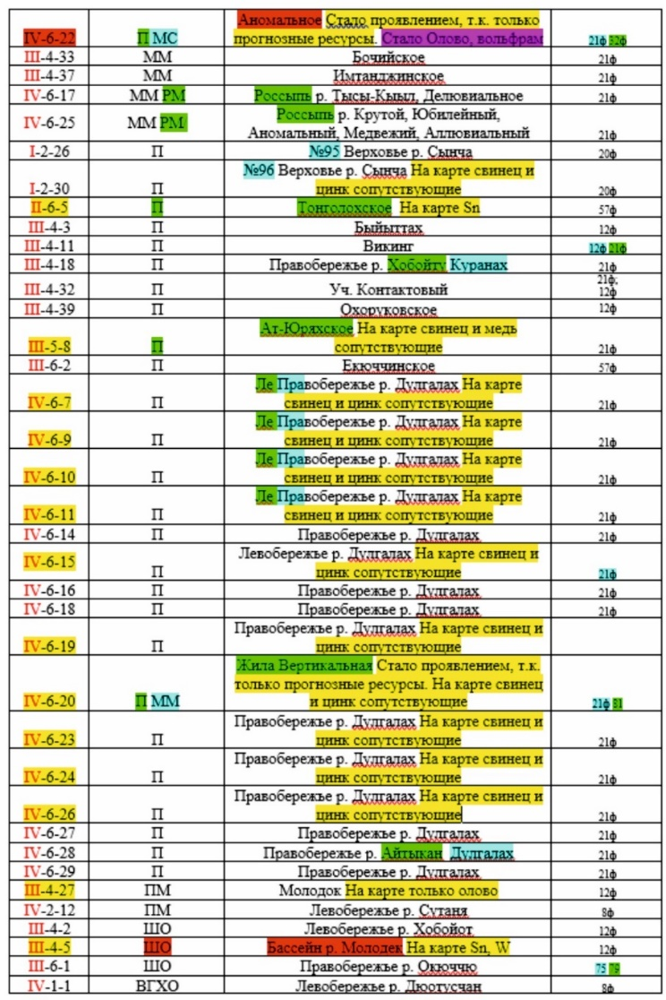 Аномальное Стало проявлением, т.к. только
IV-6-22 П МС прогнозные ресурсы. Стало Олово, вольфрам 21ф 32ф
III-4-33 ММ Бочийское 21ф
III-4-37 ММ Имтанджинское 21ф
IV-6-17 ММ РМ Россыпь р. Тысы-Кыыл, Делювиальное 21ф
Россыпь р. Крутой, Юбилейный,
IV-6-25 ММ РМ Аномальный, Медвежий, Аллювиальный 21ф
I-2-26 П №95 Верховье р. Сынча 20ф
№96 Верховье р. Сынча На карте свинец и
I-2-30 П цинк сопутствующие 20ф
II-6-5 П Тонголохское На карте Sn 57ф
III-4-3 П Быйыттах 12ф
III-4-11 П Викинг 12ф 21ф
III-4-18 П Правобережье р. Хобойту Куранах 21ф
21ф;
III-4-32 П Уч. Контактовый 12ф
III-4-39 П Охоруковское 12ф
Ат-Юряхское На карте свинец и медь
III-5-8 П сопутствующие 21ф
III-6-2 П Екюччинское 57ф
Ле Правобережье р. Дулгалах На карте
IV-6-7 П свинец и цинк сопутствующие 21ф
Ле Правобережье р. Дулгалах На карте
IV-6-9 П свинец и цинк сопутствующие 21ф
Ле Правобережье р. Дулгалах На карте
IV-6-10 П свинец и цинк сопутствующие 21ф
Ле Правобережье р. Дулгалах На карте
IV-6-11 П свинец и цинк сопутствующие 21ф
IV-6-14 П Правобережье р. Дулгалах 21ф
Левобережье р. Дулгалах На карте свинец и
IV-6-15 П цинк сопутствующие 21ф
IV-6-16 П Правобережье р. Дулгалах 21ф
IV-6-18 П Правобережье р. Дулгалах 21ф
Правобережье р. Дулгалах На карте свинец и
IV-6-19 П цинк сопутствующие 21ф
Жила Вертикальная Стало проявлением, т.к.
только прогнозные ресурсы. На карте свинец
IV-6-20 П ММ и цинк сопутствующие 21ф 81
Правобережье р. Дулгалах На карте свинец и
IV-6-23 П цинк сопутствующие 21ф
Правобережье р. Дулгалах На карте свинец и
IV-6-24 П цинк сопутствующие 21ф
Правобережье р. Дулгалах На карте свинец и
IV-6-26 П цинк сопутствующие 21ф
IV-6-27 П Правобережье р. Дулгалах 21ф
IV-6-28 П Правобережье р. Айтыкан Дулгалах 21ф
IV-6-29 П Правобережье р. Дулгалах 21ф
III-4-27 ПМ Молодок На карте только олово 12ф
IV-2-12 ПМ Левобережье р. Сутаня 8ф
III-4-2 ШО Левобережье р. Хобойот 12ф
III-4-5 ШО Бассейн р. Молодек На карте Sn, W 12ф
III-6-1 ШО Правобережье р. Окюччю 75 79
IV-1-1 ВГХО Левобережье р. Дюотусчан 8ф